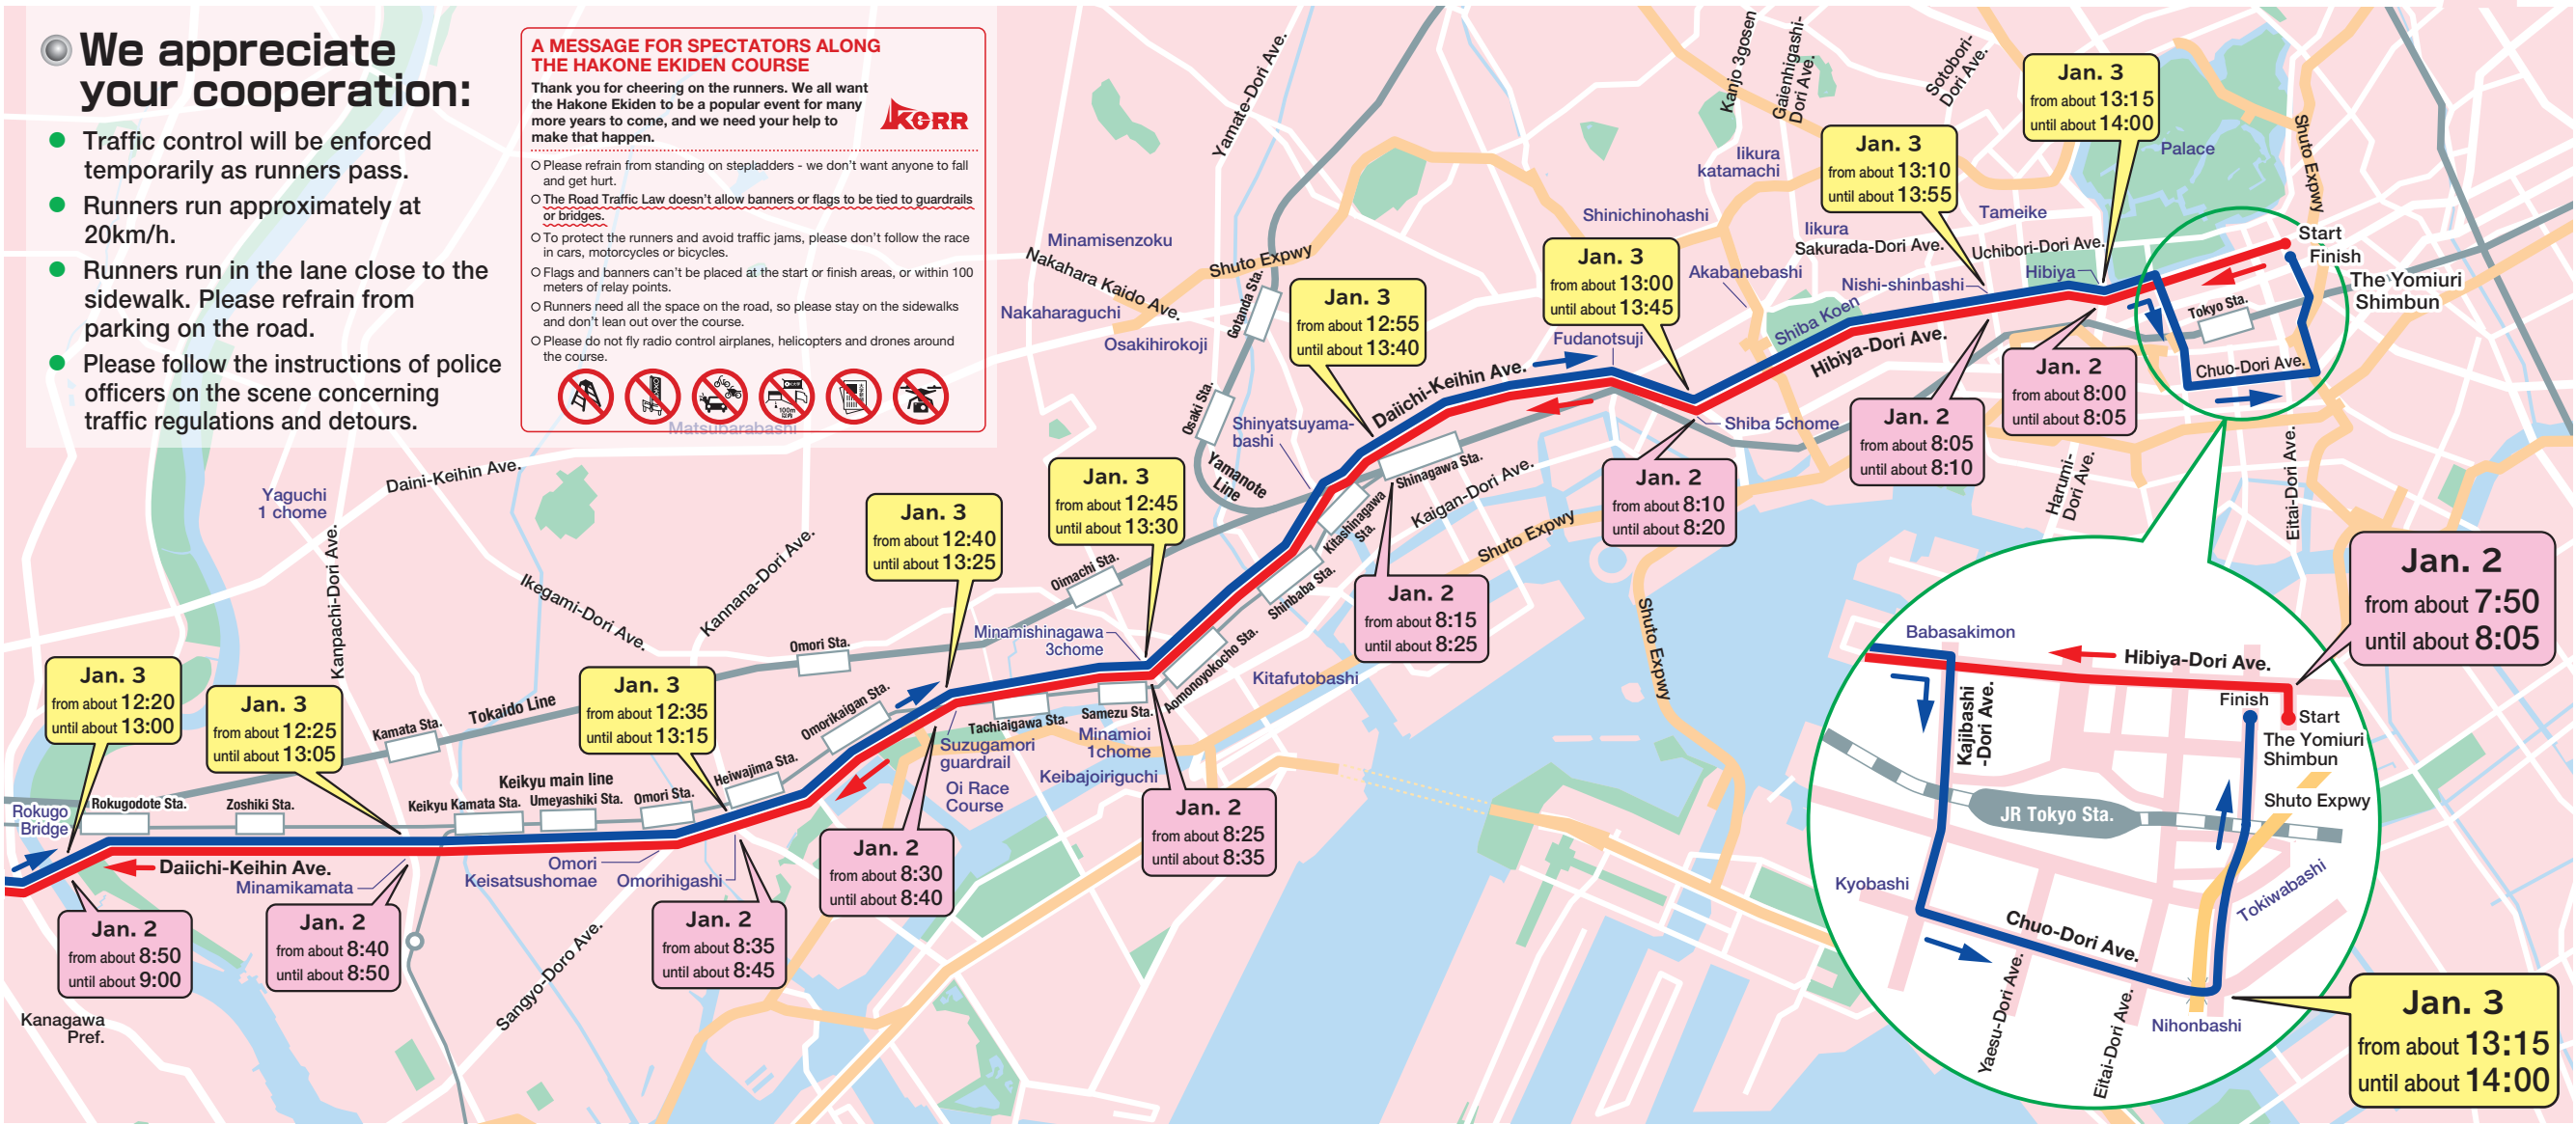 We appreciate
your cooperation:
Traffic control will be enforced
temporarily as runners pass.
Runners run approximately at
20km/h.
Runners run in the lane close to the
sidewalk. Please refrain from
parking on the road.
Please follow the instructions of police
officers on the scene concerning
traffic regulations and detours.
A MESSAGE FOR SPECTATORS ALONG
THE HAKONE EKIDEN COURSE
Thank you for cheering on the runners. We all want
the Hakone Ekiden to be a popular event for many
more years to come, and we need your help to
make that happen.
KGRR
Please refrain from standing on stepladders - we don't want anyone to fall
and get hurt.
The Road Traffic Law doesn't allow banners or flags to be tied to guardrails
or bridges.
To protect the runners and avoid traffic jams, please don't follow the race
in cars, motorcycles or bicycles.
Flags and banners can't be placed at the start or finish areas, or within 100
meters of relay points.
Runners need all the space on the road, so please stay on the sidewalks
and don't lean out over the course.
Please do not fly radio control airplanes, helicopters and drones around
the course.
100m
以内
Matsubarabashi
Yamate-Dori Ave.
Kanjo 3gosen
Gaienhigashi-
Dori Ave.
Sotobori-
Dori Ave.
Jan. 3
from about 13:15
until about 14:00
Shuto Expwy
Palace
Jan. 3
from about 13:10
until about 13:55
Iikura
katamachi
Shinichinohashi
Tameike
Iikura
Sakurada-Dori Ave.
Uchibori-Dori Ave.
Minamisenzoku
Nakahara Kaido Ave.
Shuto Expwy
Gotanda Sta.
Nakaharaguchi
Osakihirokoji
Osaki Sta.
Jan. 3
from about 12:55
until about 13:40
Jan. 3
from about 13:00
until about 13:45
Akabanebashi
Nishi-shinbashi
Hibiya
Start
Finish
The Yomiuri
Shimbun
Tokyo Sta.
Chuo-Dori Ave.
Shiba Koen
Hibiya-Dori Ave.
Fudanotsuji
Daiichi-Keihin Ave.
Shiba 5chome
Jan. 2
from about 8:00
until about 8:05
Jan. 2
from about 8:05
until about 8:10
Jan. 2
from about 8:10
until about 8:20
Harumi-
Dori Ave.
Eitai-Dori Ave.
Shinyatsuyama-
bashi
Yamanote
Line
Shinagawa Sta.
Kitashinagawa
Sta.
Kaigan-Dori Ave.
Shuto Expwy
Shinbaba Sta.
Shuto Expwy
Jan. 2
from about 8:15
until about 8:25
Daini-Keihin Ave.
Yaguchi
1 chome
Kanpachi-Dori Ave.
Ikegami-Dori Ave.
Kannana-Dori Ave.
Jan. 3
from about 12:40
until about 13:25
Jan. 3
from about 12:45
until about 13:30
Oimachi Sta.
Omori Sta.
Minamishinagawa
3chome
Aomonoyokocho Sta.
Kitafutobashi
Jan. 3
from about 12:20
until about 13:00
Jan. 3
from about 12:25
until about 13:05
Jan. 3
from about 12:35
until about 13:15
Kamata Sta.
Tokaido Line
Omorikaigan Sta.
Tachiaigawa Sta.
Samezu Sta.
Suzugamori
guardrail
Oi Race
Course
Minamioi
1chome
Keibajoiriguchi
Heiwajima Sta.
Keikyu main line
Rokugo
Bridge
Rokugodote Sta.
Zoshiki Sta.
Keikyu Kamata Sta.
Umeyashiki Sta.
Omori Sta.
Daiichi-Keihin Ave.
Minamikamata
Omori
Keisatsushomae
Omorihigashi
Jan. 2
from about 8:25
until about 8:35
Jan. 2
from about 8:30
until about 8:40
Jan. 2
from about 8:35
until about 8:45
Jan. 2
from about 8:40
until about 8:50
Jan. 2
from about 8:50
until about 9:00
Sangyo-Doro Ave.
Kanagawa
Pref.
Jan. 2
from about 7:50
until about 8:05
Babasakimon
Hibiya-Dori Ave.
Kajibashi
-Dori Ave.
Finish
Start
The Yomiuri
Shimbun
Shuto Expwy
JR Tokyo Sta.
Kyobashi
Tokiwabashi
Chuo-Dori Ave.
Yaesu-Dori Ave.
Eitai-Dori Ave.
Nihonbashi
Jan. 3
from about 13:15
until about 14:00